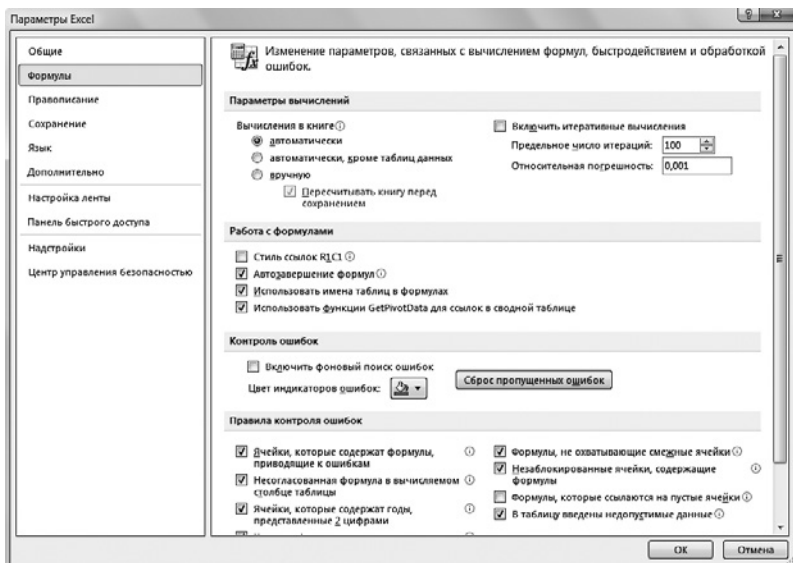 Параметры Excel
Общие
Формулы
Правописание
Сохранение
Язык
Дополнительно
Настройка ленты
Панель быстрого доступа
Надстройки
Центр управления безопасностью
Изменение параметров, связанных с вычислением формул, быстродействием и обработкой
ошибок.
Параметры вычислений
Вычисления в книге
автоматически
автоматически, кроме таблиц данных
вручную
Пересчитывать книгу перед
сохранением
Включить итеративные вычисления
Предельное число итераций: 100
Относительная погрешность: 0,001
Работа с формулами
Стиль ссылок R1C1
Автозавершение формул
Использовать имена таблиц в формулах
Использовать функции GetPivotData для ссылок в сводной таблице
Контроль ошибок
Включить фоновый поиск ошибок
Цвет индикаторов ошибок:
Сброс пропущенных ошибок
Правила контроля ошибок
Ячейки, которые содержат формулы,
приводящие к ошибкам
Несогласованная формула в вычисляемом
столбце таблицы
Ячейки, которые содержат годы,
представленные 2 цифрами
Формулы, не охватывающие смежные ячейки
Незаблокированные ячейки, содержащие
формулы
Формулы, которые ссылаются на пустые ячейки
В таблицу введены недопустимые данные
ОК
Отмена